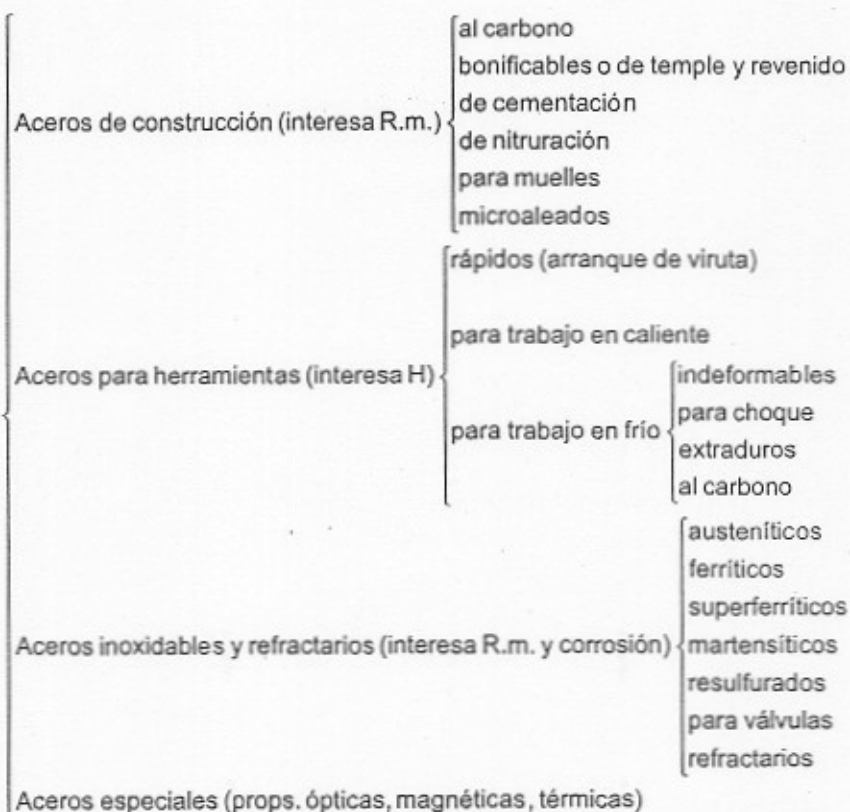 Aceros de construcción (interesa R.m.)
al carbono
bonificables o de temple y revenido
de cementación
de nitruración
para muelles
microaleados
Aceros para herramientas (interesa H)
rápidos (arranque de viruta)
para trabajo en caliente
para trabajo en frío
indeformables
para choque
extraduros
al carbono
Aceros inoxidables y refractarios (interesa R.m. y corrosión)
austeníticos
ferríticos
superferríticos
martensíticos
resulfurados
para válvulas
refractarios
Aceros especiales (props. ópticas, magnéticas, térmicas)